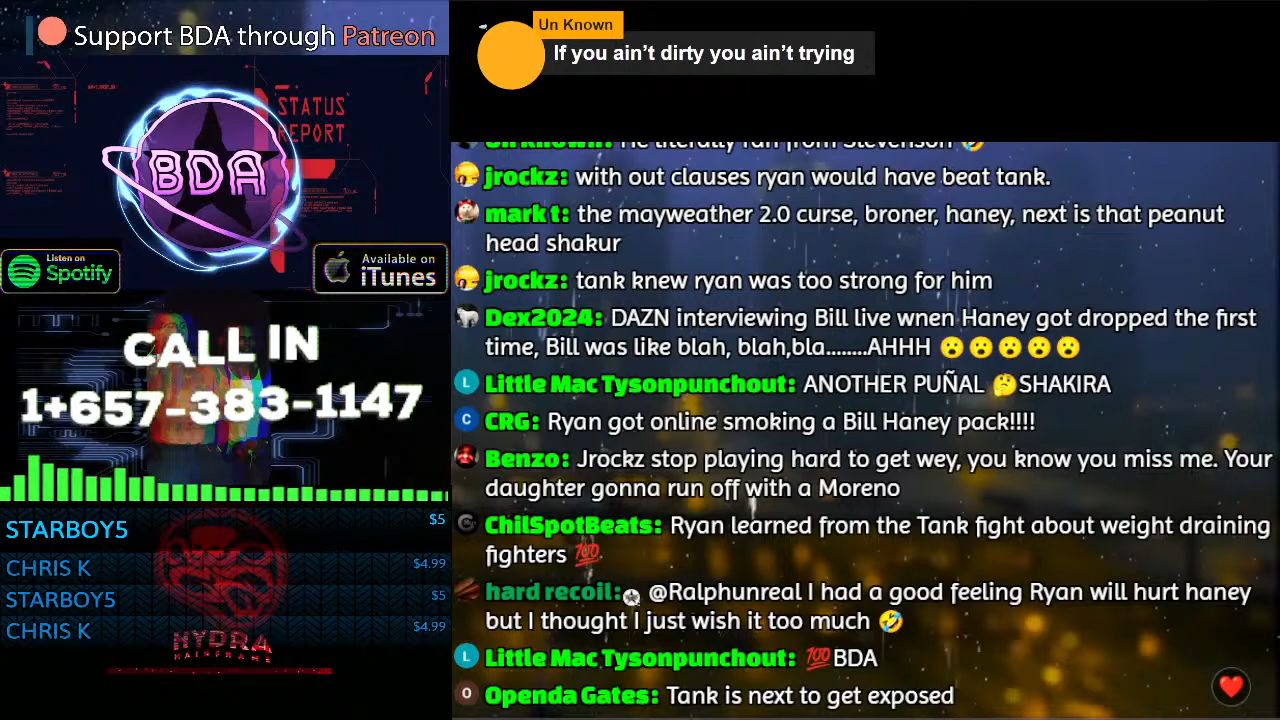 Support BDA through Patreon
STATUS
REPORT
BDA
Listen on
Spotify
Available on
iTunes
CALL IN
1+657-383-1147
STARBOY5 $5
CHRIS K $4.99
STARBOY5 $5
CHRIS K $4.99
HYDRA
MAINFRAME
Un Known
If you ain't dirty you ain't trying
He literally ran from Stevenson 🤣
jrockz: with out clauses ryan would have beat tank.
mark t: the mayweather 2.0 curse, broner, haney, next is that peanut
head shakur
jrockz: tank knew ryan was too strong for him
Dex2024: DAZN interviewing Bill live wnen Haney got dropped the first
time, Bill was like blah, blah,bla........AHHH 😮😮😮😮😮
L Little Mac Tysonpunchout: ANOTHER PUÑAL 🤔SHAKIRA
C CRG: Ryan got online smoking a Bill Haney pack!!!!
Benzo: Jrockz stop playing hard to get wey, you know you miss me. Your
daughter gonna run off with a Moreno
ChilSpotBeats: Ryan learned from the Tank fight about weight draining
fighters 💯
hard recoil: @Ralphunreal I had a good feeling Ryan will hurt haney
but I thought I just wish it too much 🤣
L Little Mac Tysonpunchout: 💯BDA
O Openda Gates: Tank is next to get exposed